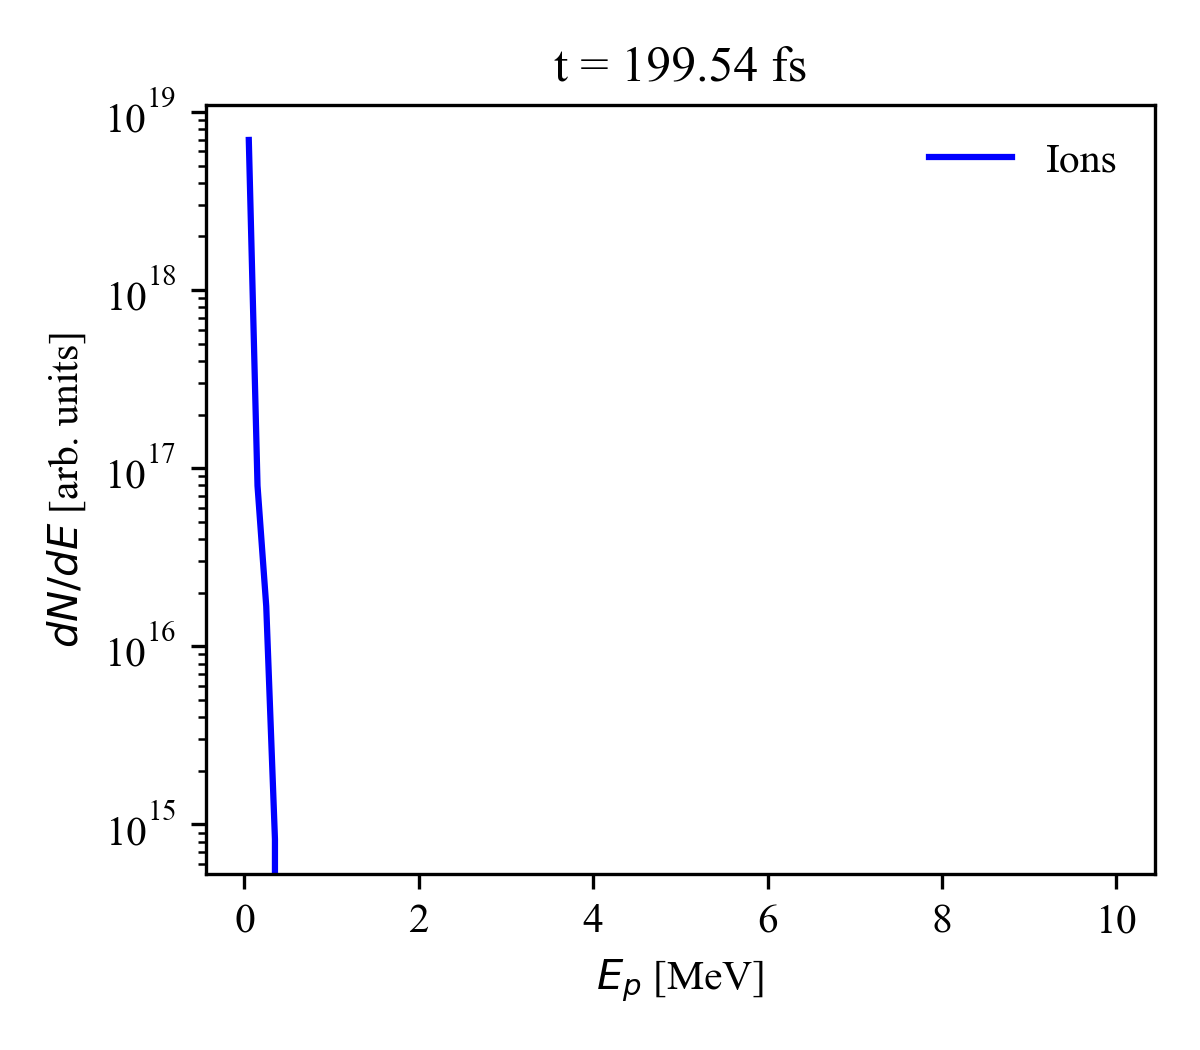 t = 199.54 fs
Ions
10^19
10^18
10^17
10^16
10^15
dN/dE [arb. units]
0 2 4 6 8 10
E_p [MeV]